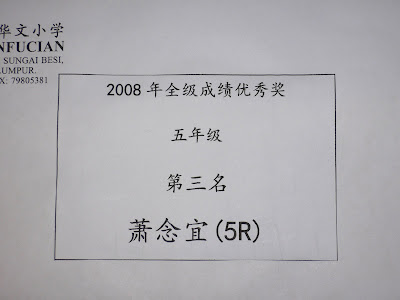 华文小学
NFUCIAN
SUNGAI BESI,
LUMPUR.
X: 79805381
2008 年全级成绩优秀奖
五年级
第三名
萧念宜(5R)